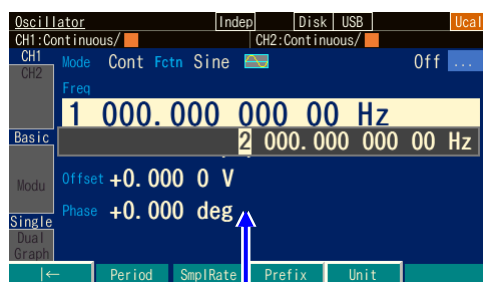 Oscillator Indep Disk USB Ucal
CH1:Continuous/ CH2:Continuous/
CH1 Mode Cont Fctn Sine Off ...
CH2
Freq
1 000.000 000 00 Hz
Basic 2 000.000 000 00 Hz
Modu Offset +0.000 0 V
Phase +0.000 deg
Single
Dual
Graph
|← Period SmplRate Prefix Unit